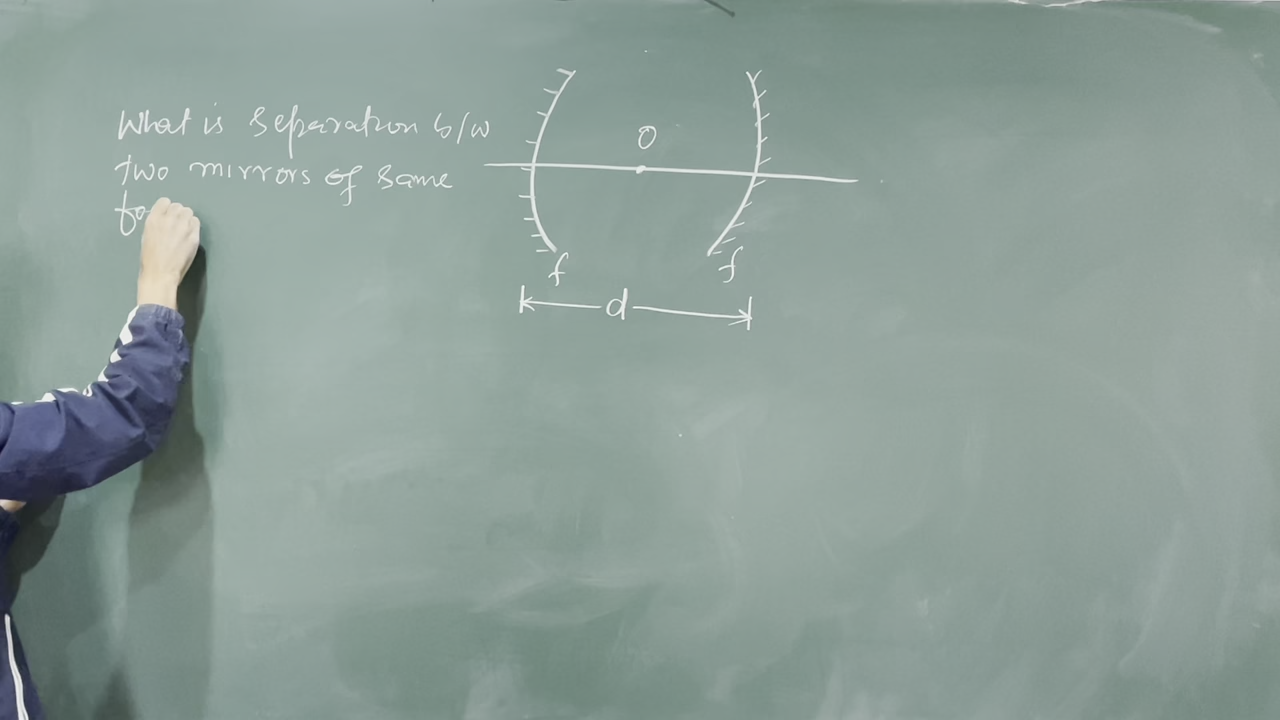 What is separation b/w
two mirrors of same
fo
O
f
f
d